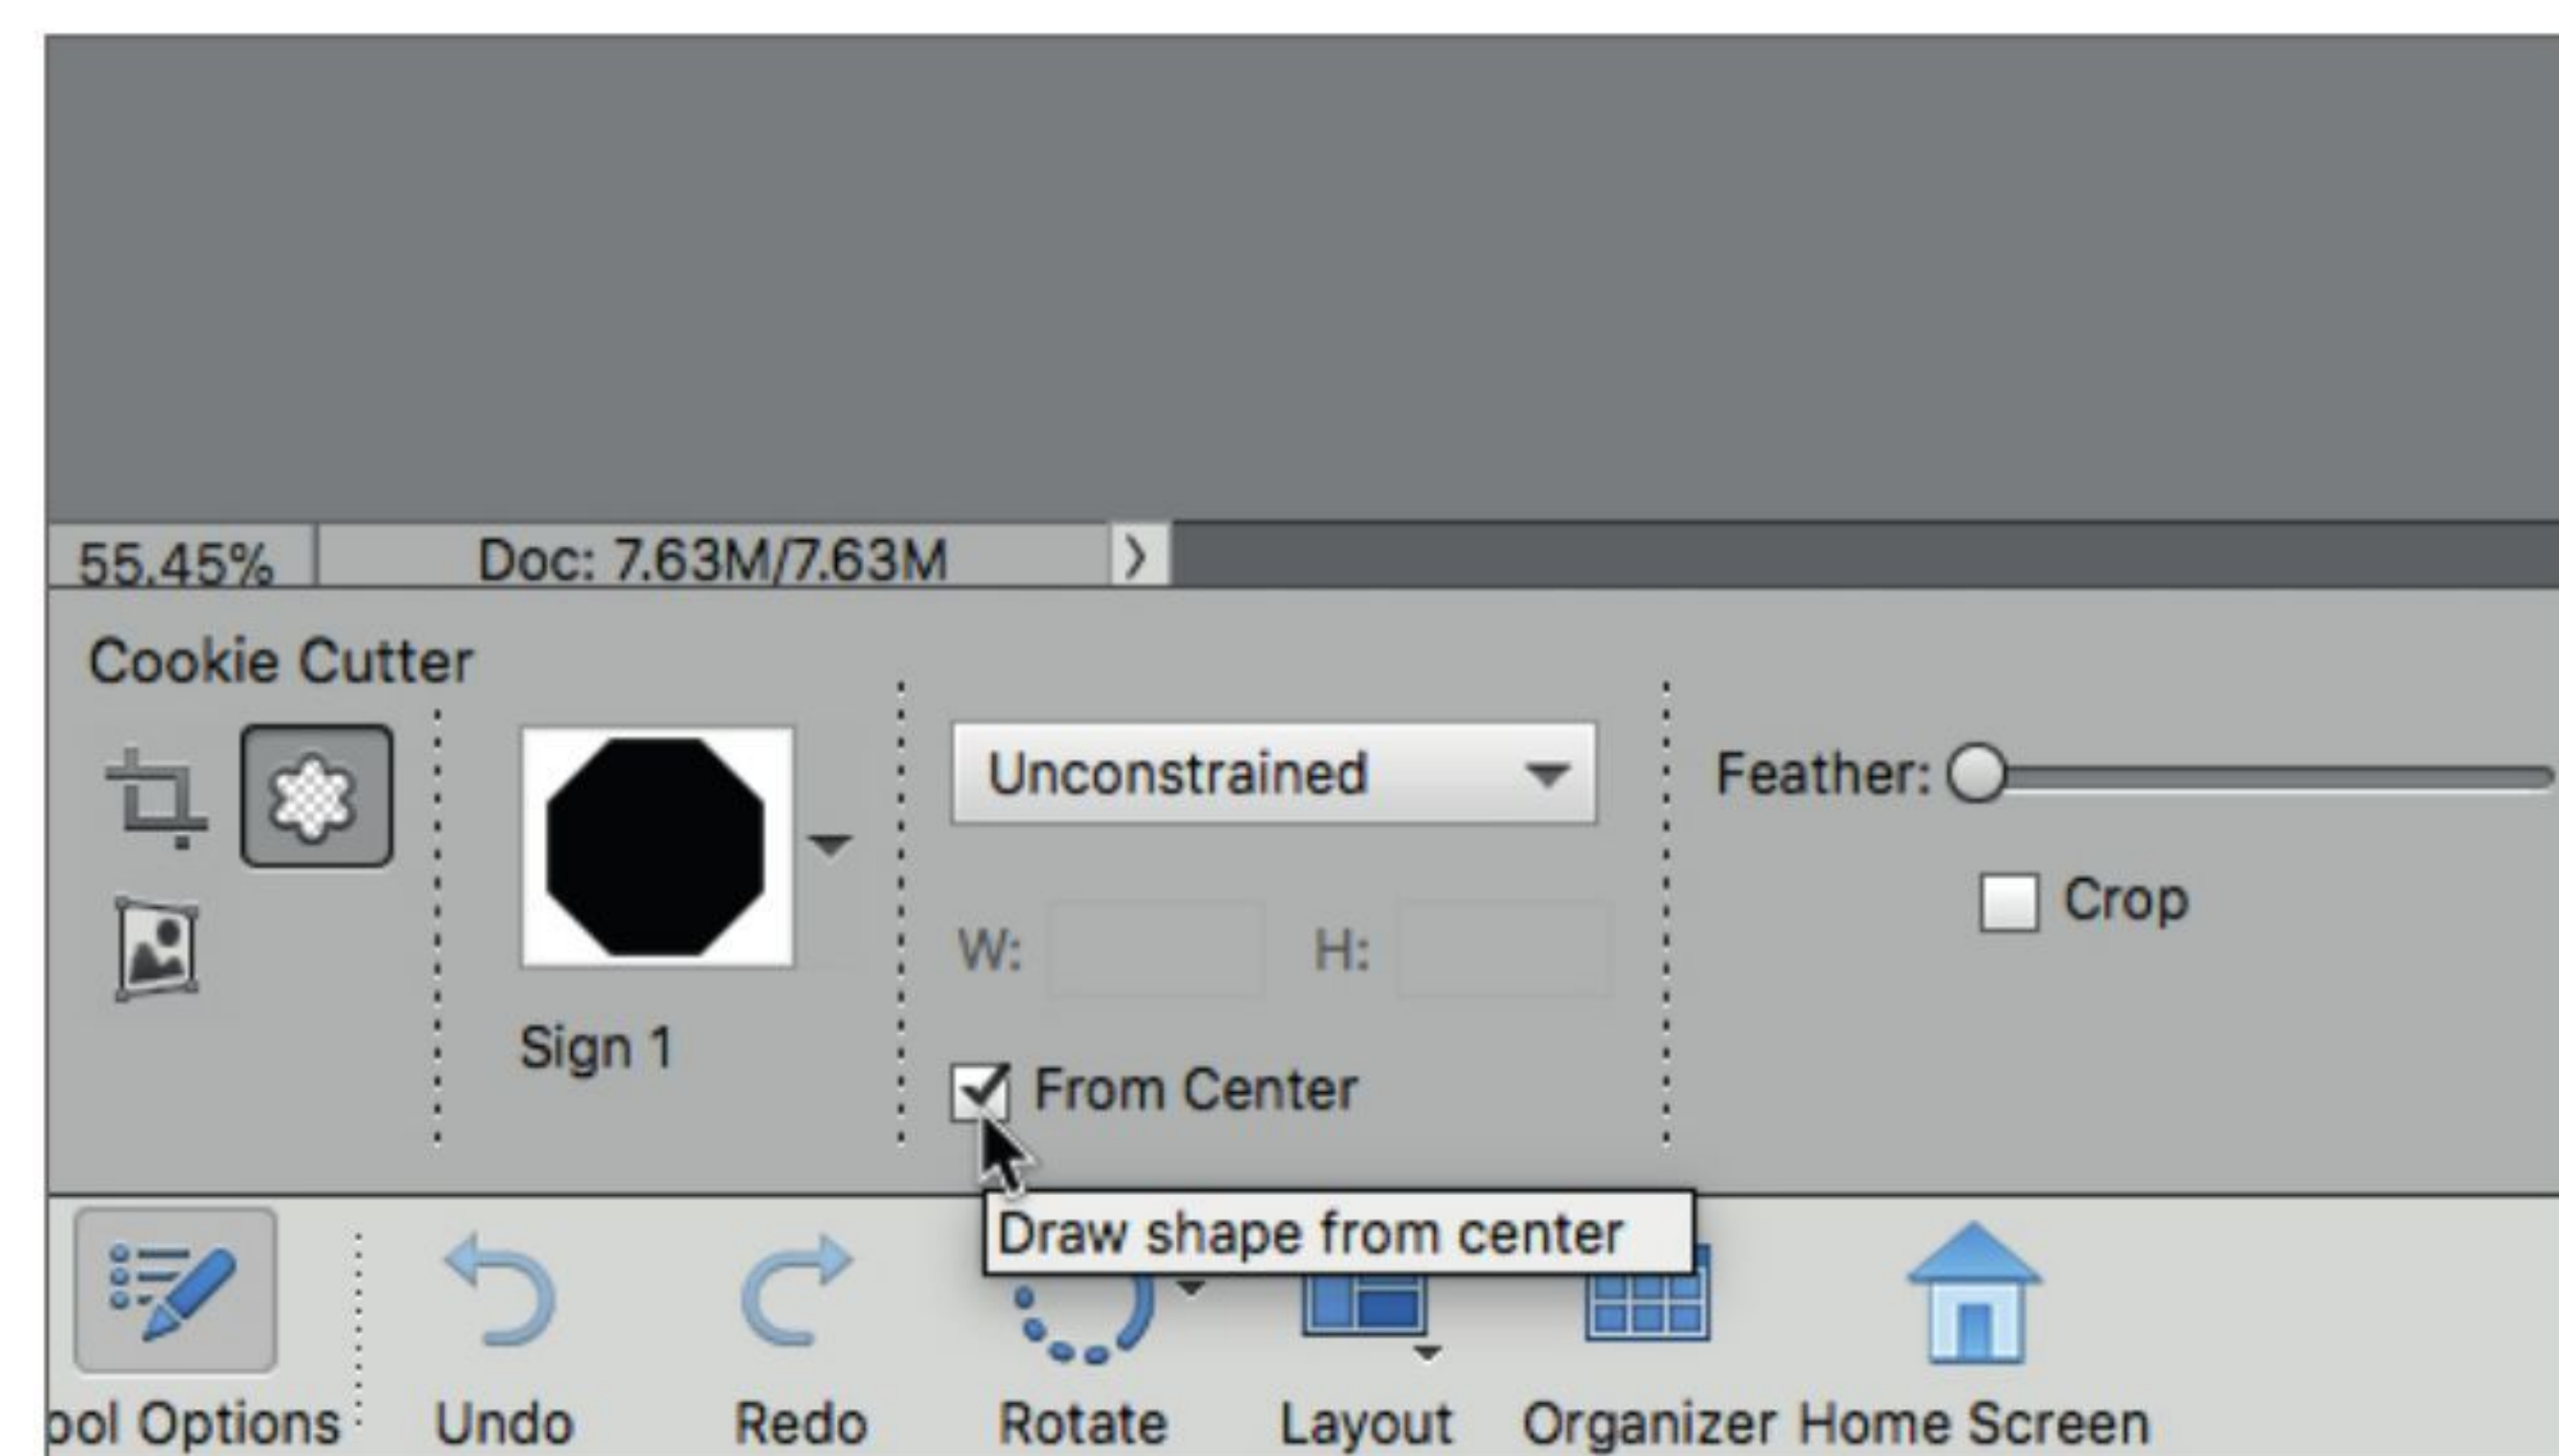 55.45% Doc: 7.63M/7.63M
Cookie Cutter
Unconstrained
Feather:
Crop
W: H:
Sign 1
From Center
Draw shape from center
ool Options Undo Redo Rotate Layout Organizer Home Screen